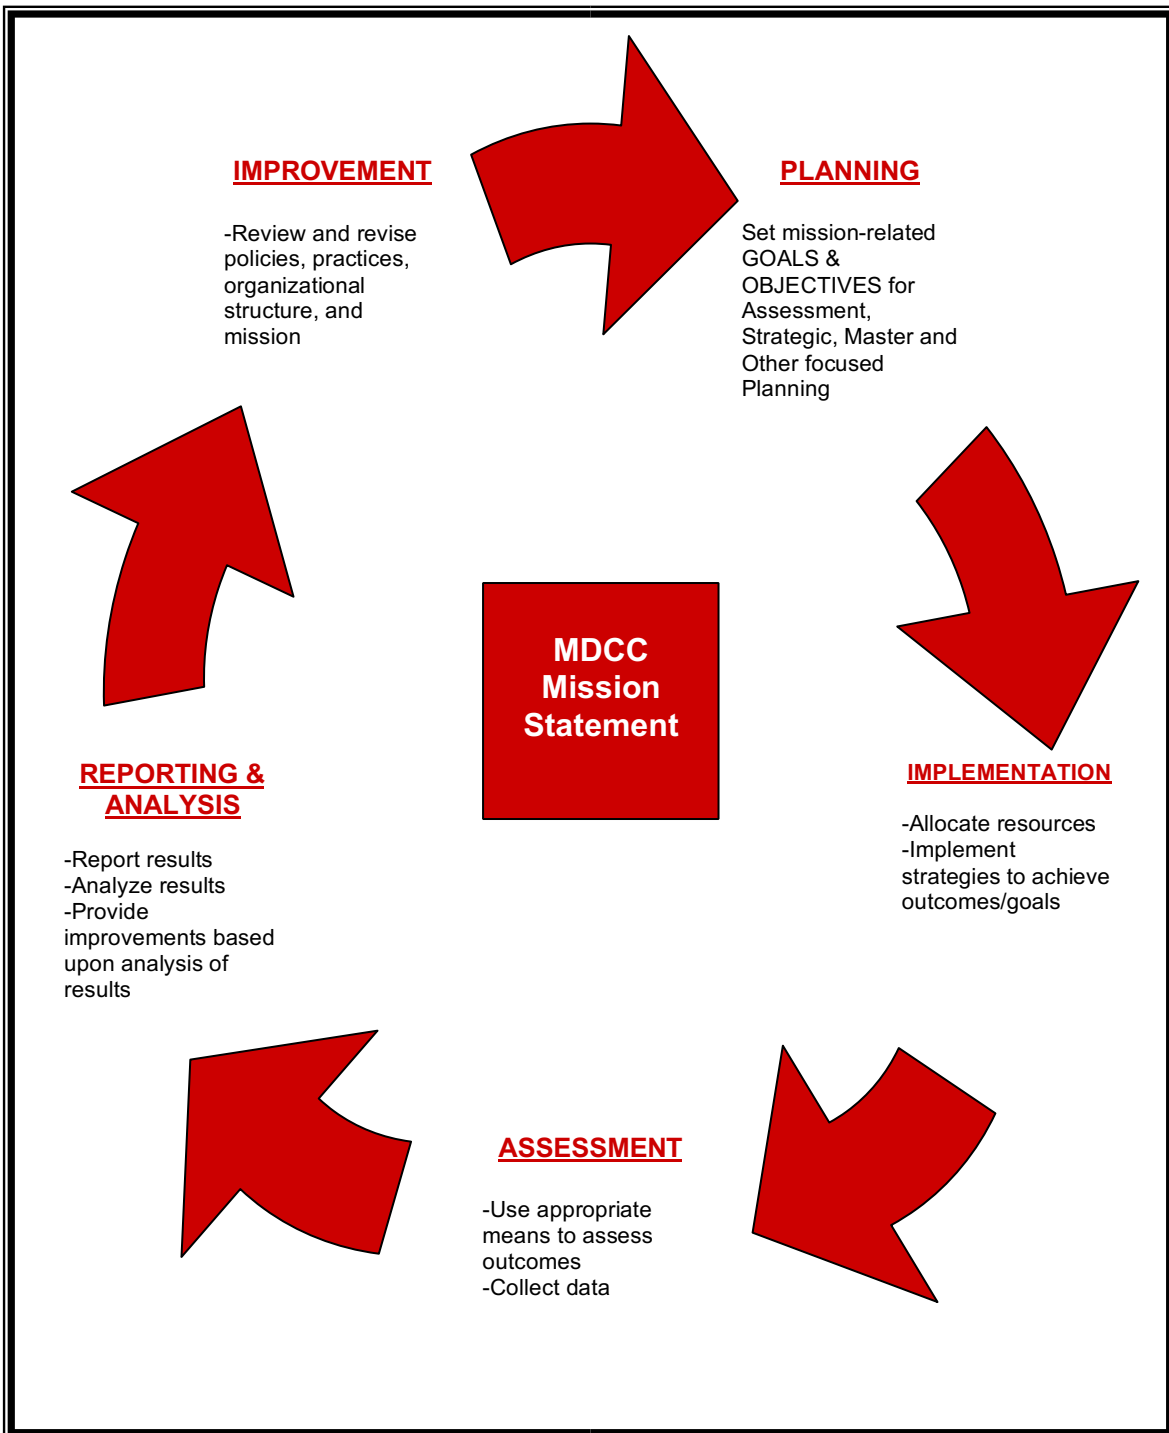 IMPROVEMENT
-Review and revise
policies, practices,
organizational
structure, and
mission
PLANNING
Set mission-related
GOALS &
OBJECTIVES for
Assessment,
Strategic, Master and
Other focused
Planning
MDCC
Mission
Statement
REPORTING &
ANALYSIS
-Report results
-Analyze results
-Provide
improvements based
upon analysis of
results
IMPLEMENTATION
-Allocate resources
-Implement
strategies to achieve
outcomes/goals
ASSESSMENT
-Use appropriate
means to assess
outcomes
-Collect data